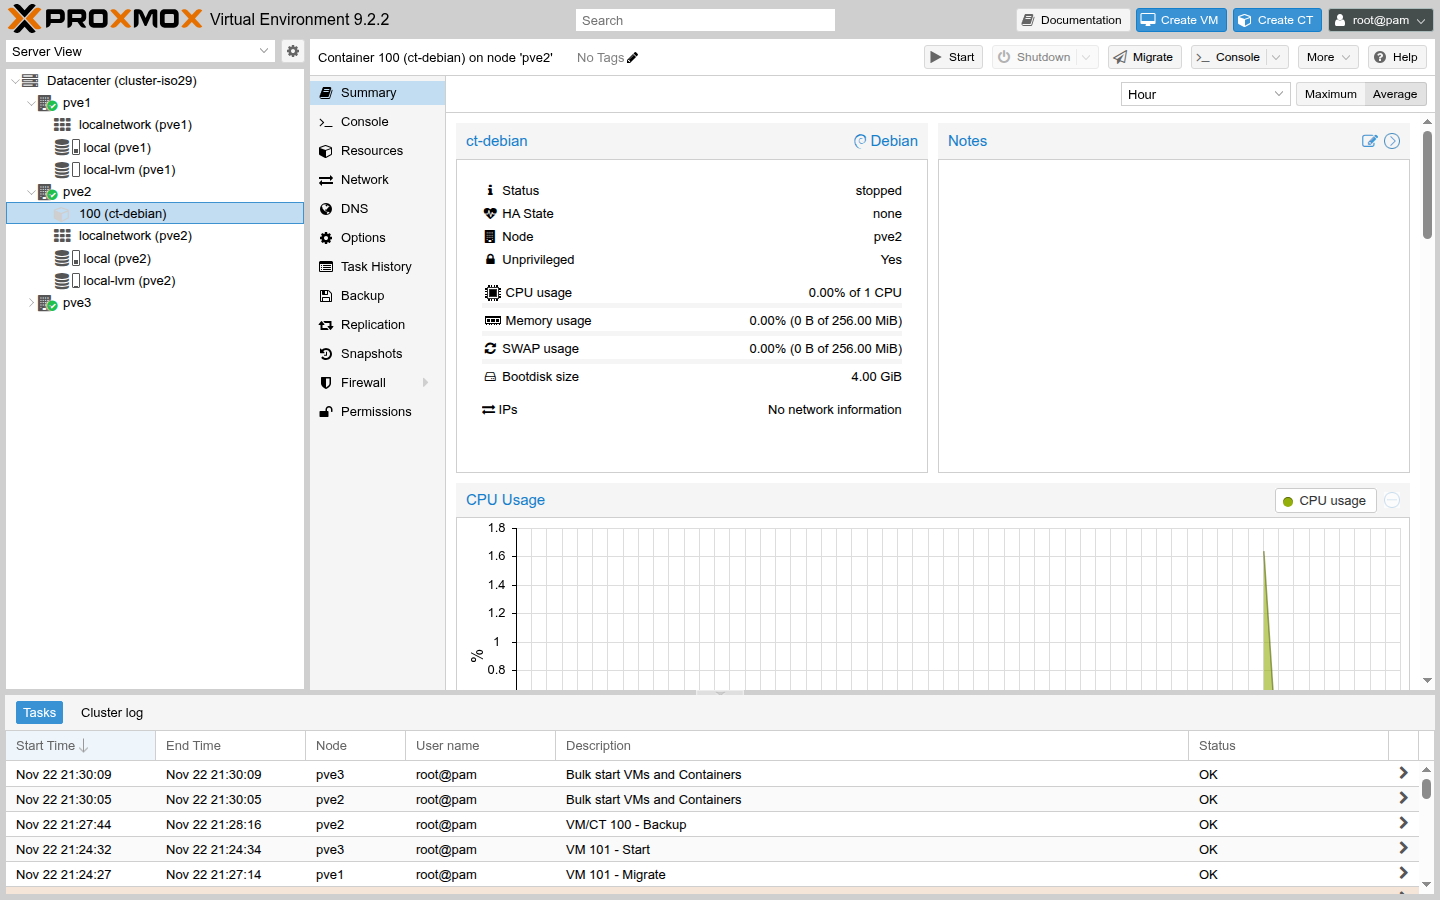 PROXMOX Virtual Environment 9.2.2
Search
Documentation
Create VM
Create CT
root@pam
Server View
Datacenter (cluster-iso29)
pve1
localnetwork (pve1)
local (pve1)
local-lvm (pve1)
pve2
100 (ct-debian)
localnetwork (pve2)
local (pve2)
local-lvm (pve2)
pve3
Container 100 (ct-debian) on node 'pve2'
No Tags
Start
Shutdown
Migrate
Console
More
Help
Summary
Console
Resources
Network
DNS
Options
Task History
Backup
Replication
Snapshots
Firewall
Permissions
Hour
Maximum
Average
ct-debian
Debian
Status stopped
HA State none
Node pve2
Unprivileged Yes
CPU usage 0.00% of 1 CPU
Memory usage 0.00% (0 B of 256.00 MiB)
SWAP usage 0.00% (0 B of 256.00 MiB)
Bootdisk size 4.00 GiB
IPs No network information
Notes
CPU Usage
CPU usage
1.8
1.6
1.4
1.2
1
0.8
%
Tasks
Cluster log
Start Time End Time Node User name Description Status
Nov 22 21:30:09 Nov 22 21:30:09 pve3 root@pam Bulk start VMs and Containers OK
Nov 22 21:30:05 Nov 22 21:30:05 pve2 root@pam Bulk start VMs and Containers OK
Nov 22 21:27:44 Nov 22 21:28:16 pve2 root@pam VM/CT 100 - Backup OK
Nov 22 21:24:32 Nov 22 21:24:34 pve3 root@pam VM 101 - Start OK
Nov 22 21:24:27 Nov 22 21:27:14 pve1 root@pam VM 101 - Migrate OK